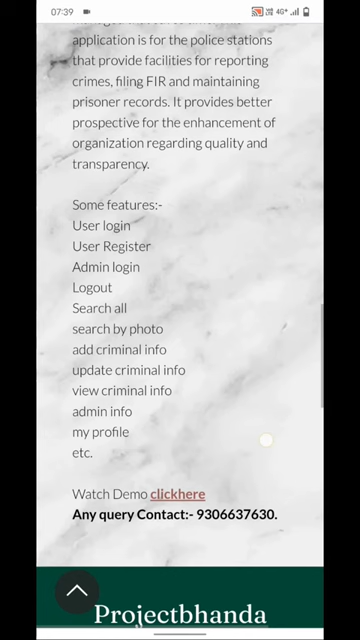 07:39
4G+
application is for the police stations
that provide facilities for reporting
crimes, filing FIR and maintaining
prisoner records. It provides better
prospective for the enhancement of
organization regarding quality and
transparency.
Some features:-
User login
User Register
Admin login
Logout
Search all
search by photo
add criminal info
update criminal info
view criminal info
admin info
my profile
etc.
Watch Demo clickhere
Any query Contact:- 9306637630.
Projectbhanda